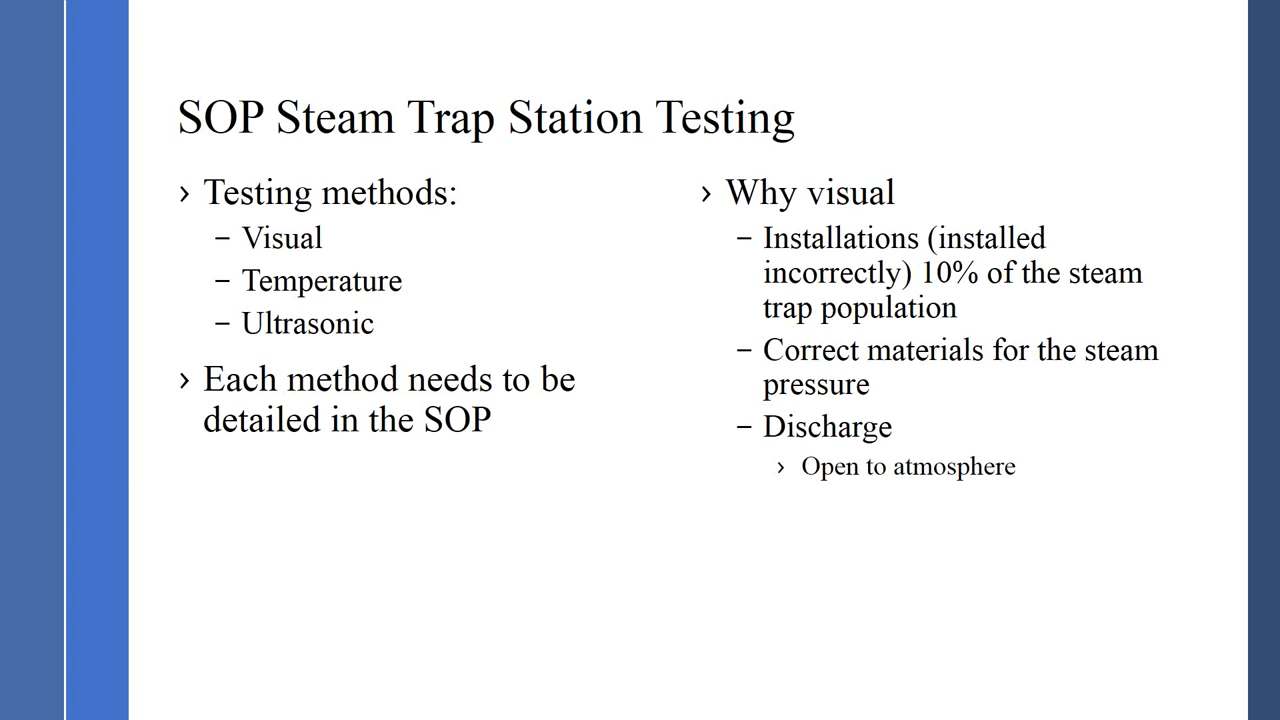 SOP Steam Trap Station Testing
› Testing methods:
– Visual
– Temperature
– Ultrasonic
› Each method needs to be
detailed in the SOP
› Why visual
– Installations (installed
incorrectly) 10% of the steam
trap population
– Correct materials for the steam
pressure
– Discharge
› Open to atmosphere